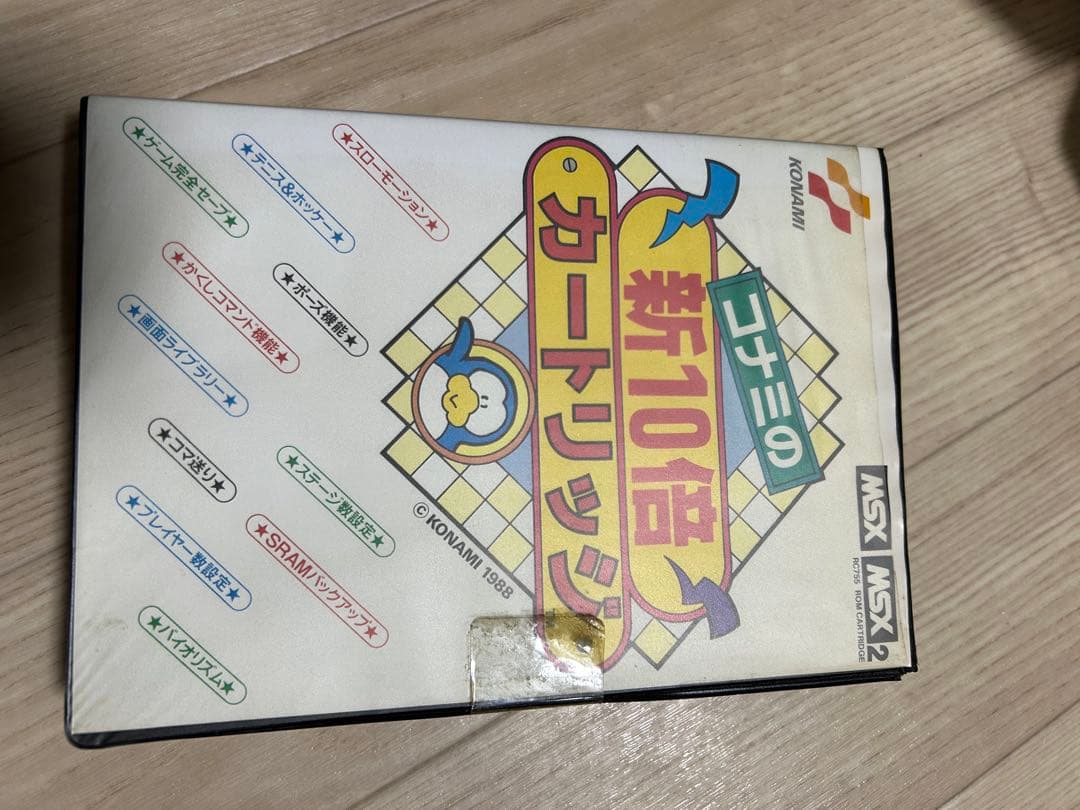 KONAMI
MSX MSX2
RC755 ROM CARTRIDGE
コナミの
新10倍
カートリッジ
© KONAMI 1988
★スローモーション★
★テニス&ホッケー★
★ゲーム完全セーブ★
★ポーズ機能★
★かくしコマンド機能★
★画面ライブラリー★
★ステージ数設定★
★コマ送り★
★SRAMバックアップ★
★プレイヤー数設定★
★バイオリズム★